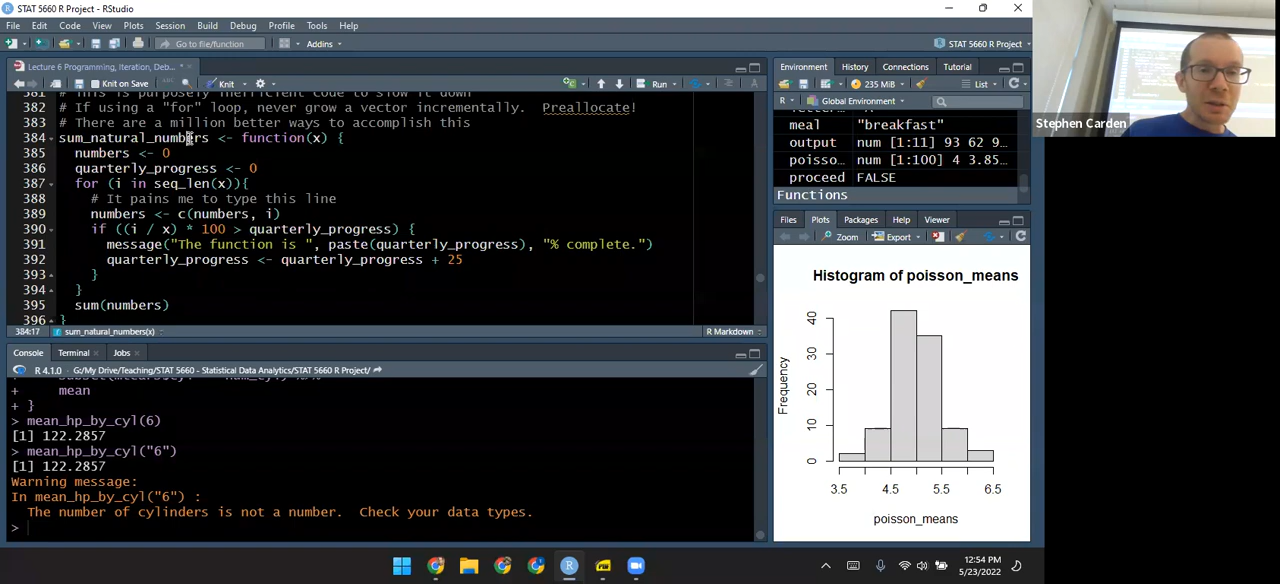 STAT 5660 R Project - RStudio
File Edit Code View Plots Session Build Debug Profile Tools Help
Go to file/function Addins STAT 5660 R Project
Lecture 6 Programming, Iteration, Deb...
Knit on Save Knit Run
382 # If using a "for" loop, never grow a vector incrementally. Preallocate!
383 # There are a million better ways to accomplish this
384 sum_natural_numbers <- function(x) {
385 numbers <- 0
386 quarterly_progress <- 0
387 for (i in seq_len(x)){
388 # It pains me to type this line
389 numbers <- c(numbers, i)
390 if ((i / x) * 100 > quarterly_progress) {
391 message("The function is ", paste(quarterly_progress), "% complete.")
392 quarterly_progress <- quarterly_progress + 25
393 }
394 }
395 sum(numbers)
396 }
384:17 sum_natural_numbers(x) R Markdown
Console Terminal Jobs
R 4.1.0 · G:/My Drive/Teaching/STAT 5660 - Statistical Data Analytics/STAT 5660 R Project/
+ mean
+ }
> mean_hp_by_cyl(6)
[1] 122.2857
> mean_hp_by_cyl("6")
[1] 122.2857
Warning message:
In mean_hp_by_cyl("6") :
The number of cylinders is not a number. Check your data types.
>
Environment History Connections Tutorial
235 MiB List
R Global Environment
meal "breakfast"
output num [1:11] 93 62 9...
poisso... num [1:100] 4 3.85...
proceed FALSE
Functions
Files Plots Packages Help Viewer
Zoom Export
Histogram of poisson_means
Frequency
0 10 20 30 40
3.5 4.5 5.5 6.5
poisson_means
Stephen Carden
12:54 PM
5/23/2022